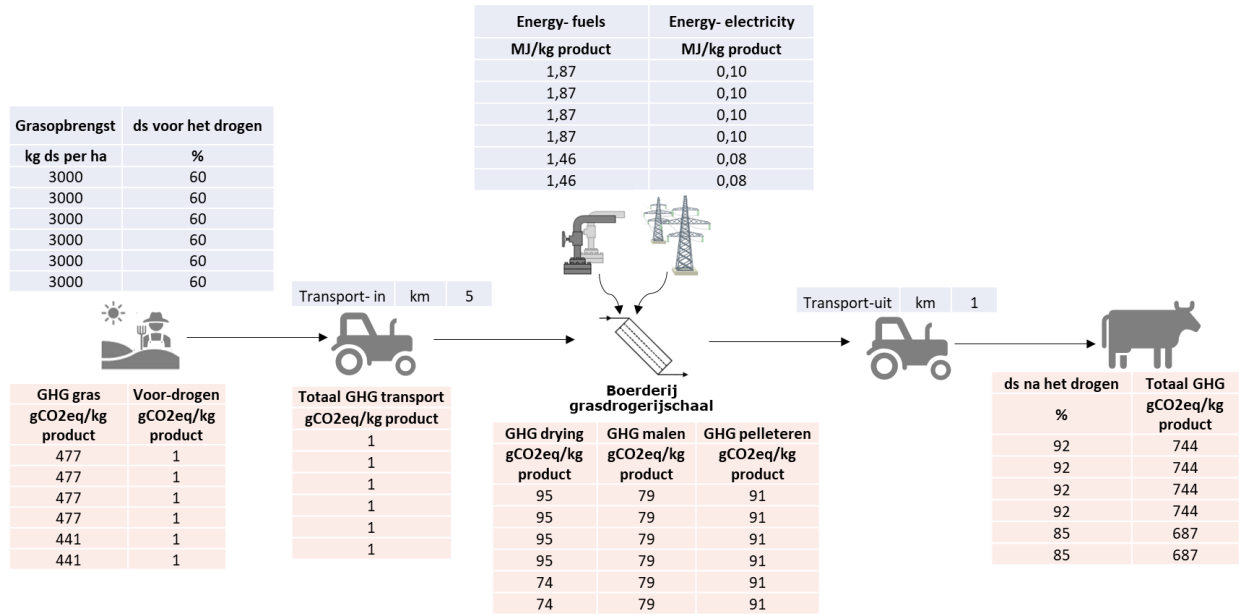 Energy- fuels Energy- electricity
MJ/kg product MJ/kg product
1,87 0,10
1,87 0,10
1,87 0,10
1,87 0,10
1,46 0,08
1,46 0,08
Grasopbrengst ds voor het drogen
kg ds per ha %
3000 60
3000 60
3000 60
3000 60
3000 60
3000 60
Transport- in km 5
Transport-uit km 1
Boerderij
grasdrogerijschaal
GHG gras Voor-drogen
gCO2eq/kg gCO2eq/kg
product product
477 1
477 1
477 1
477 1
441 1
441 1
Totaal GHG transport
gCO2eq/kg product
1
1
1
1
1
1
GHG drying GHG malen GHG pelleteren
gCO2eq/kg gCO2eq/kg gCO2eq/kg
product product product
95 79 91
95 79 91
95 79 91
95 79 91
74 79 91
74 79 91
ds na het drogen Totaal GHG
% gCO2eq/kg
product
92 744
92 744
92 744
92 744
85 687
85 687